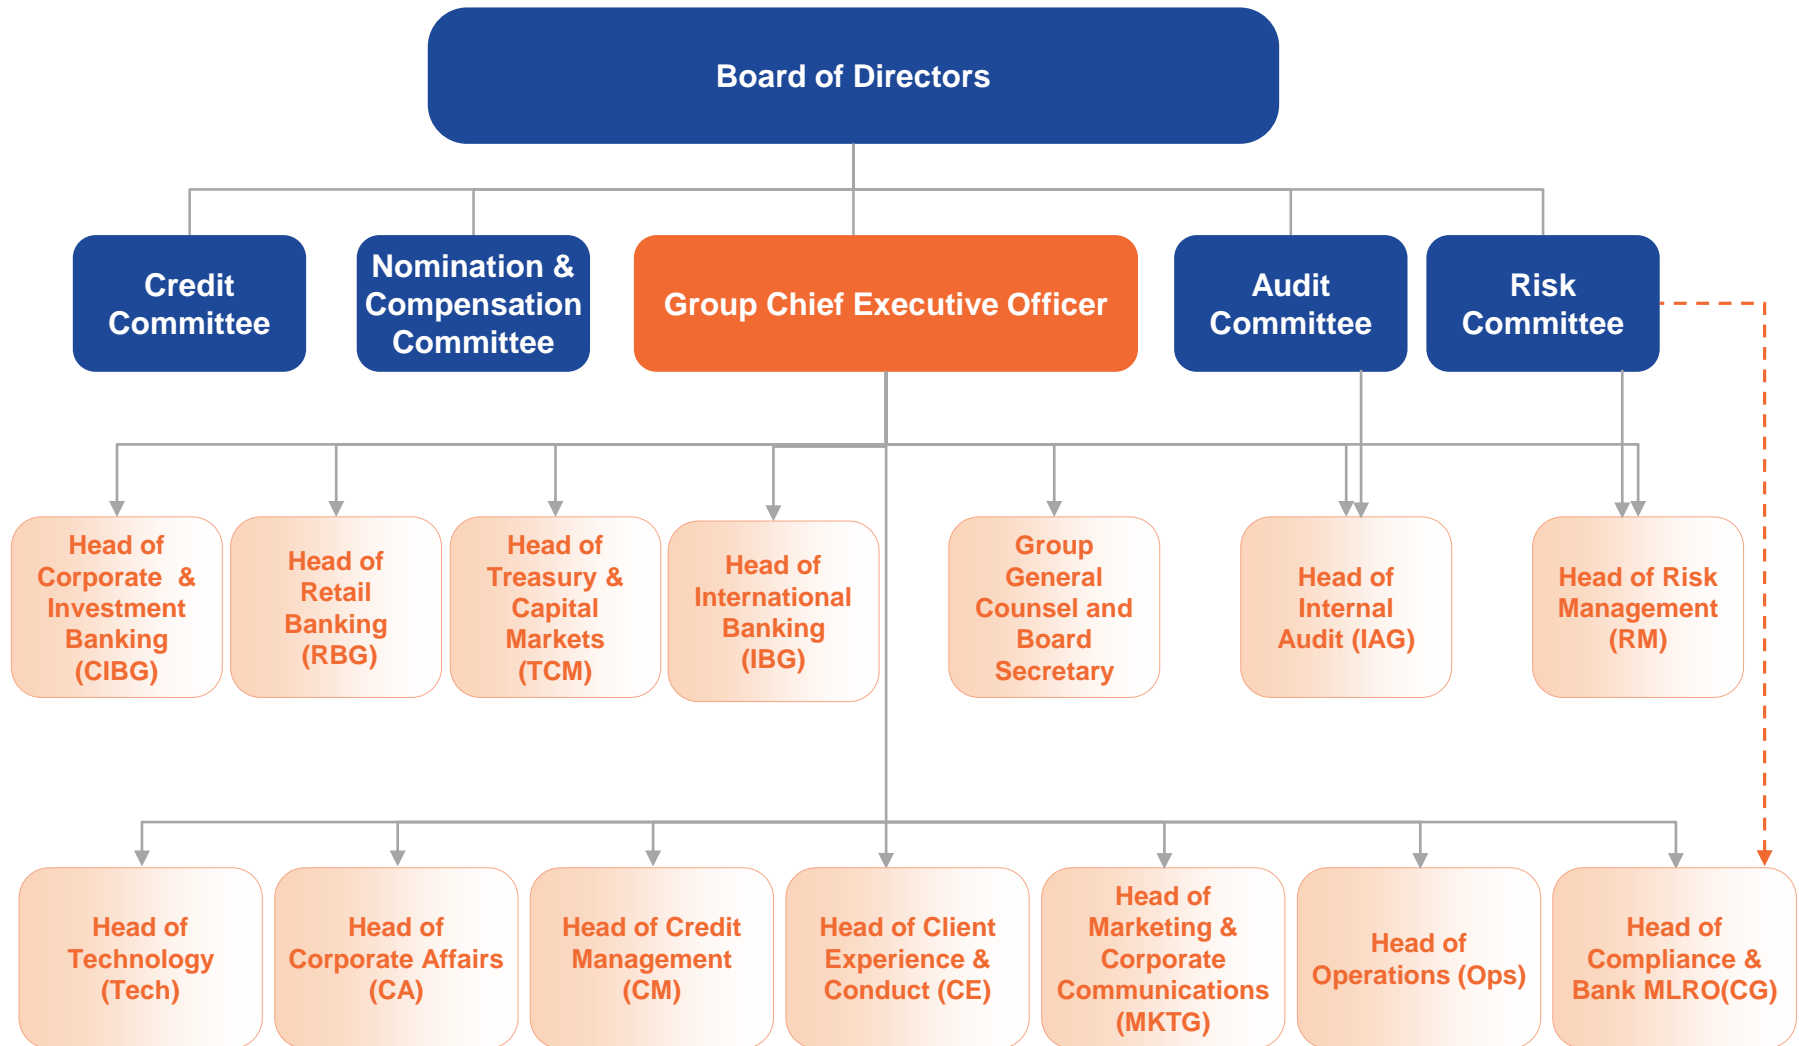 Board of Directors
Credit
Committee
Nomination &
Compensation
Committee
Group Chief Executive Officer
Audit
Committee
Risk
Committee
Head of
Corporate  &
Investment
Banking
(CIBG)
Head of
Retail
Banking
(RBG)
Head of
Treasury &
Capital
Markets
(TCM)
Head of
International
Banking
(IBG)
Group
General
Counsel and
Board
Secretary
Head of
Internal
Audit (IAG)
Head of Risk
Management
(RM)
Head of
Technology
(Tech)
Head of
Corporate Affairs
(CA)
Head of Credit
Management
(CM)
Head of Client
Experience &
Conduct (CE)
Head of
Marketing &
Corporate
Communications
(MKTG)
Head of
Operations (Ops)
Head of
Compliance &
Bank MLRO(CG)